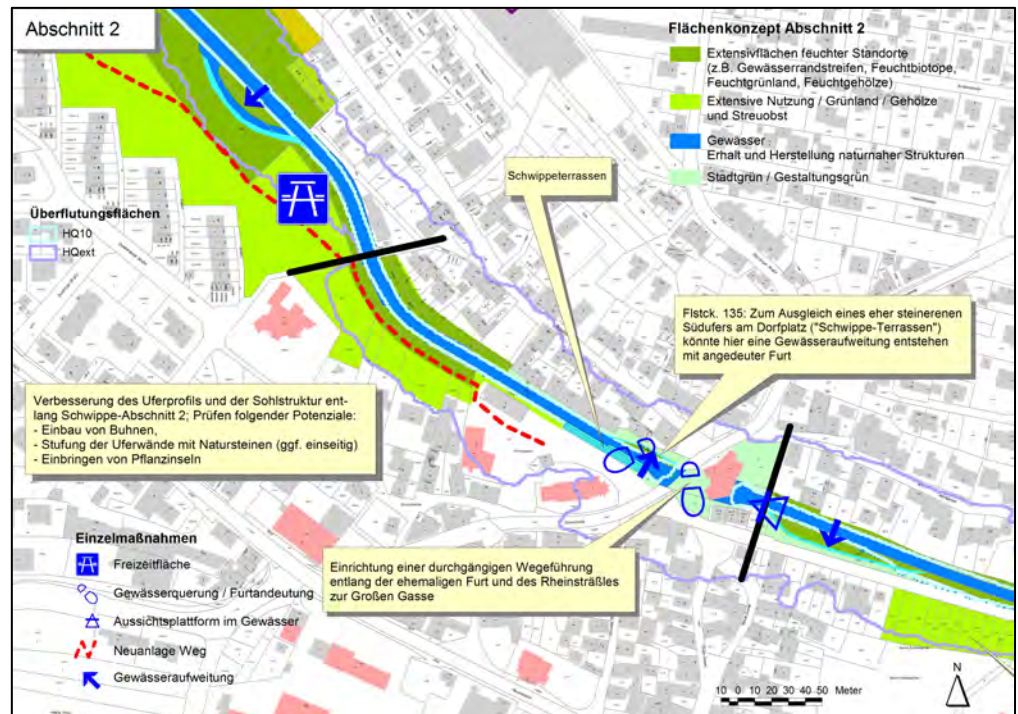 Abschnitt 2
Flächenkonzept Abschnitt 2
Extensivflächen feuchter Standorte
(z.B. Gewässerrandstreifen, Feuchtbiotope,
Feuchtgrünland, Feuchtgehölze)
Extensive Nutzung / Grünland / Gehölze
und Streuobst
Gewässer
Erhalt und Herstellung naturnaher Strukturen
Stadtgrün / Gestaltungsgrün
Schwippeterrassen
Überflutungsflächen
HQ10
HQext
Flstck. 135: Zum Ausgleich eines eher steinerenen
Südufers am Dorfplatz ("Schwippe-Terrassen")
könnte hier eine Gewässeraufweitung entstehen
mit angedeuter Furt
Verbesserung des Uferprofils und der Sohlstruktur ent-
lang Schwippe-Abschnitt 2; Prüfen folgender Potenziale:
- Einbau von Buhnen,
- Stufung der Uferwände mit Natursteinen (ggf. einseitig)
- Einbringen von Pflanzinseln
Einrichtung einer durchgängigen Wegeführung
entlang der ehemaligen Furt und des Rheinsträßles
zur Großen Gasse
Einzelmaßnahmen
Freizeitfläche
Gewässerquerung / Furtandeutung
Aussichtsplattform im Gewässer
Neuanlage Weg
Gewässeraufweitung
10 0 10 20 30 40 50 Meter
N